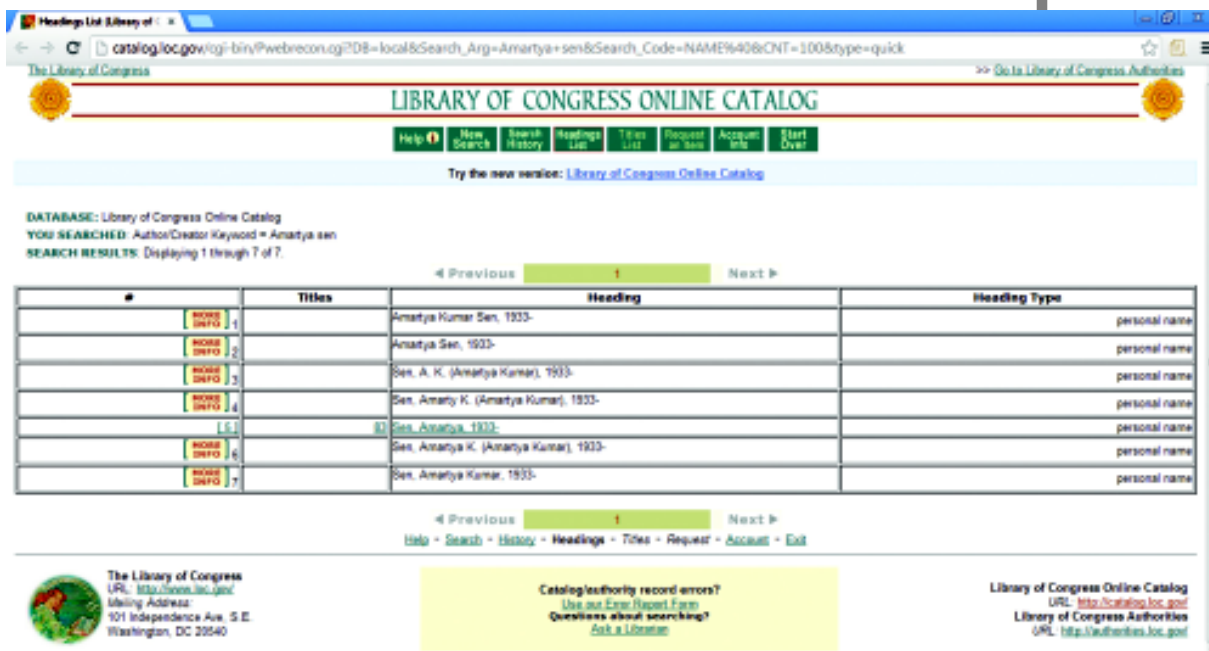 Headings List (Library of C
catalog.loc.gov/cgi-bin/Pwebrecon.cgi?DB=local&Search_Arg=Amartya+sen&Search_Code=NAME%40&CNT=100&type=quick
The Library of Congress >> Go to Library of Congress Authorities
LIBRARY OF CONGRESS ONLINE CATALOG
Help New Search Search History Headings List Titles List Request an Item Account Info Start Over
Try the new version: Library of Congress Online Catalog
DATABASE: Library of Congress Online Catalog
YOU SEARCHED: Author/Creator Keyword = Amartya sen
SEARCH RESULTS: Displaying 1 through 7 of 7.
Previous 1 Next
# Titles Heading Heading Type
[ MORE INFO ] 1 Amartya Kumar Sen, 1933- personal name
[ MORE INFO ] 2 Amartya Sen, 1933- personal name
[ MORE INFO ] 3 Sen, A. K. (Amartya Kumar), 1933- personal name
[ MORE INFO ] 4 Sen, Amarty K. (Amartya Kumar), 1933- personal name
[ 5 ] 83 Sen, Amartya, 1933- personal name
[ MORE INFO ] 6 Sen, Amartya K. (Amartya Kumar), 1933- personal name
[ MORE INFO ] 7 Sen, Amartya Kumar, 1933- personal name
Previous 1 Next
Help - Search - History - Headings - Titles - Request - Account - Exit
The Library of Congress
URL: http://www.loc.gov/
Mailing Address:
101 Independence Ave, S.E.
Washington, DC 20540
Catalog/authority record errors?
Use our Error Report Form
Questions about searching?
Ask a Librarian
Library of Congress Online Catalog
URL: http://catalog.loc.gov/
Library of Congress Authorities
URL: http://authorities.loc.gov/